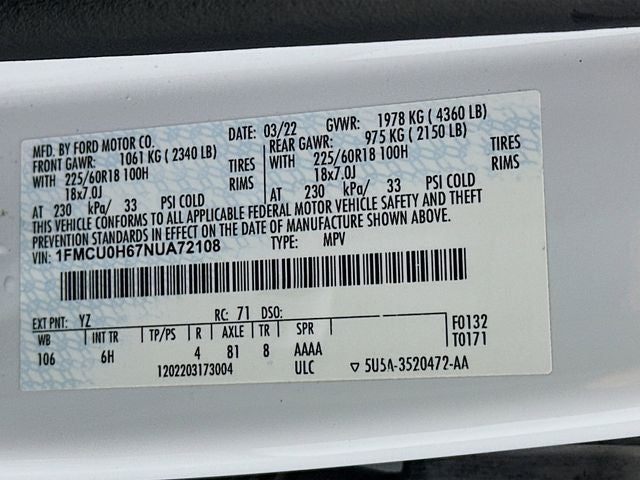 MFD. BY FORD MOTOR CO.
DATE: 03/22 GVWR: 1978 KG ( 4360 LB)
FRONT GAWR: 1061 KG ( 2340 LB) REAR GAWR: 975 KG ( 2150 LB)
WITH 225/60R18 100H TIRES WITH 225/60R18 100H TIRES
18x7.0J RIMS 18x7.0J RIMS
AT 230 kPa/ 33 PSI COLD AT 230 kPa/ 33 PSI COLD
THIS VEHICLE CONFORMS TO ALL APPLICABLE FEDERAL MOTOR VEHICLE SAFETY AND THEFT
PREVENTION STANDARDS IN EFFECT ON THE DATE OF MANUFACTURE SHOWN ABOVE.
VIN: 1FMCU0H67NUA72108 TYPE: MPV
EXT PNT: YZ RC: 71 DSO:
WB INT TR TP/PS R AXLE TR SPR
106 6H 4 81 8 AAAA
ULC
F0132
T0171
1202203173004
▽ 5U5A-3520472-AA